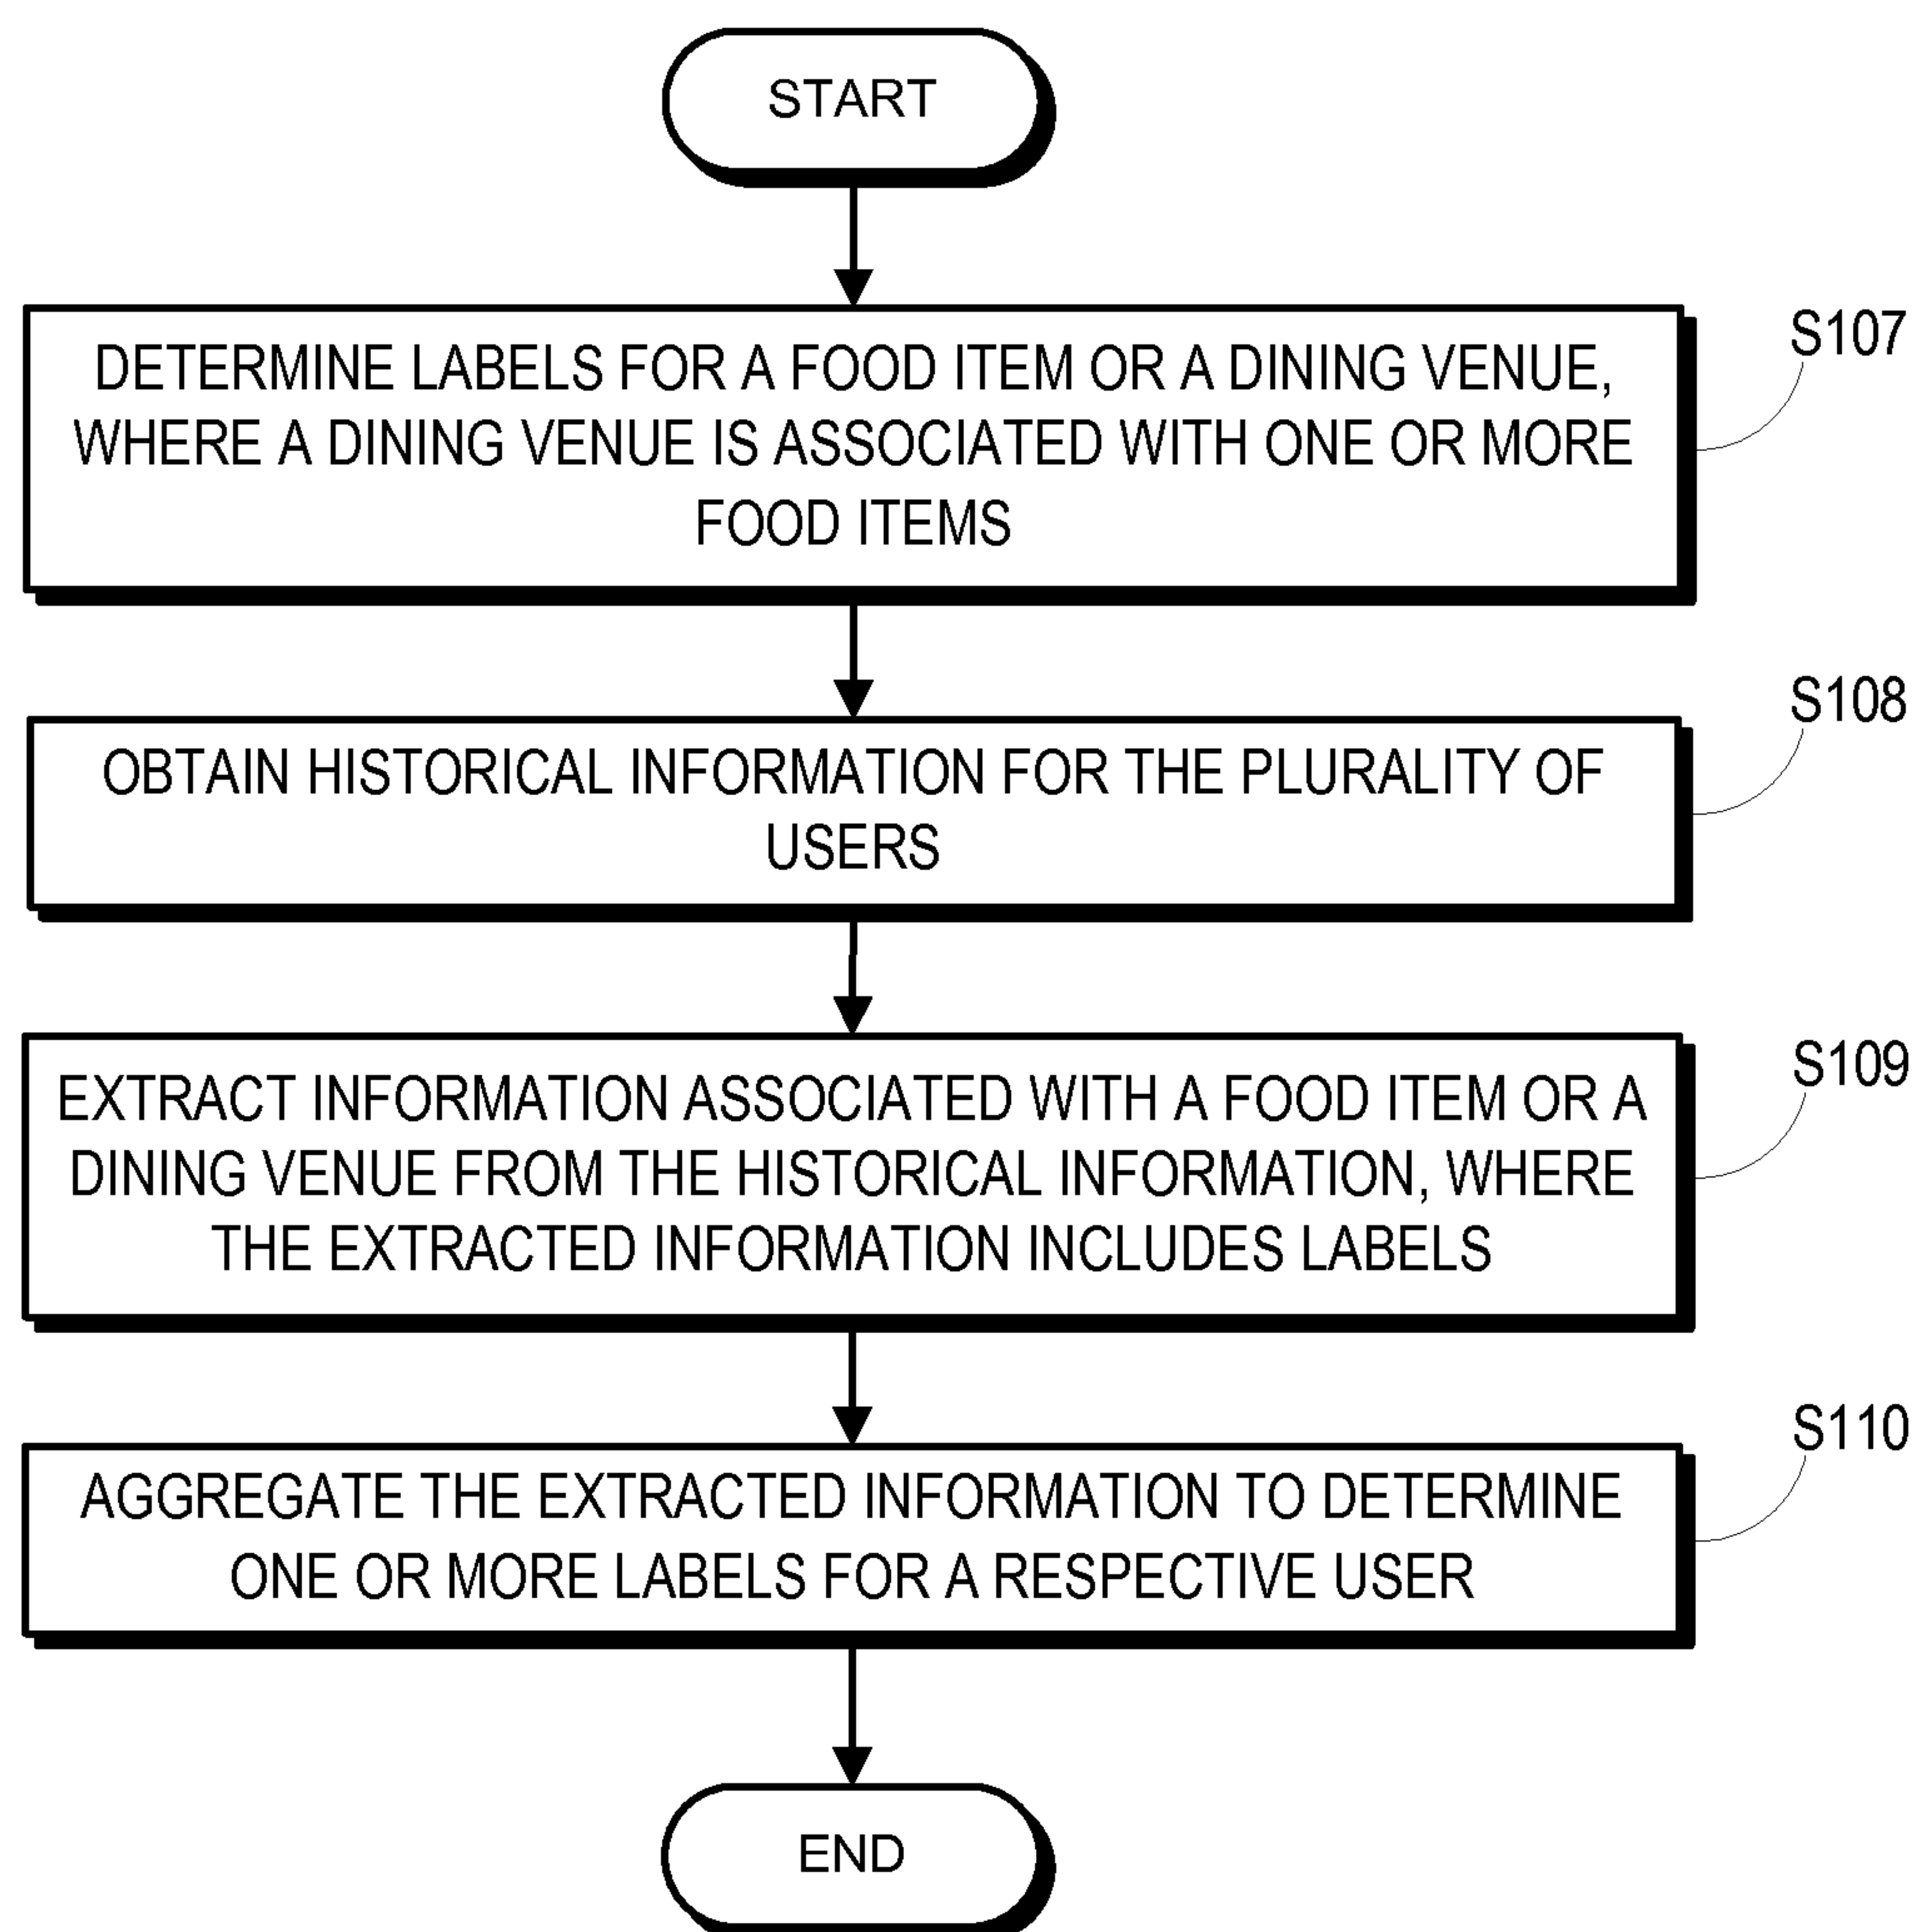 START
DETERMINE LABELS FOR A FOOD ITEM OR A DINING VENUE,
WHERE A DINING VENUE IS ASSOCIATED WITH ONE OR MORE
FOOD ITEMS
S107
OBTAIN HISTORICAL INFORMATION FOR THE PLURALITY OF
USERS
S108
EXTRACT INFORMATION ASSOCIATED WITH A FOOD ITEM OR A
DINING VENUE FROM THE HISTORICAL INFORMATION, WHERE
THE EXTRACTED INFORMATION INCLUDES LABELS
S109
AGGREGATE THE EXTRACTED INFORMATION TO DETERMINE
ONE OR MORE LABELS FOR A RESPECTIVE USER
S110
END